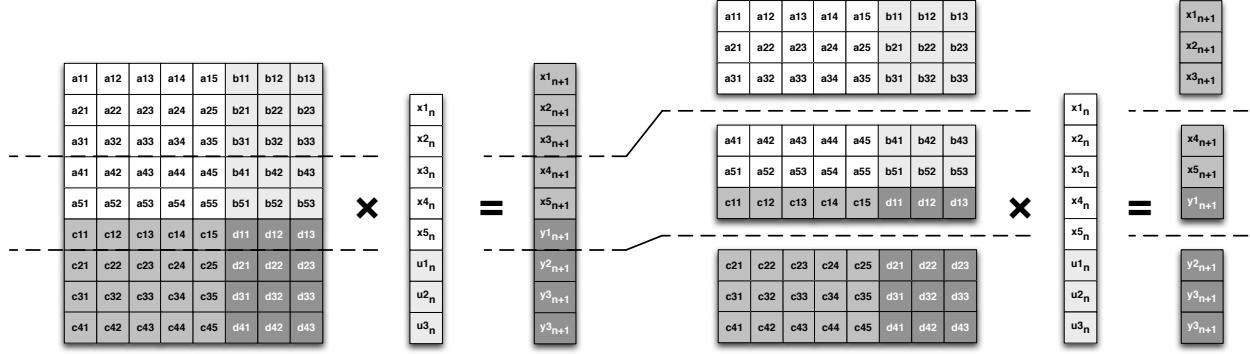 a11 a12 a13 a14 a15 b11 b12 b13
a21 a22 a23 a24 a25 b21 b22 b23
a31 a32 a33 a34 a35 b31 b32 b33
a41 a42 a43 a44 a45 b41 b42 b43
a51 a52 a53 a54 a55 b51 b52 b53
c11 c12 c13 c14 c15 d11 d12 d13
c21 c22 c23 c24 c25 d21 d22 d23
c31 c32 c33 c34 c35 d31 d32 d33
c41 c42 c43 c44 c45 d41 d42 d43
×
x1n
x2n
x3n
x4n
x5n
u1n
u2n
u3n
=
x1n+1
x2n+1
x3n+1
x4n+1
x5n+1
y1n+1
y2n+1
y3n+1
y3n+1
a11 a12 a13 a14 a15 b11 b12 b13
a21 a22 a23 a24 a25 b21 b22 b23
a31 a32 a33 a34 a35 b31 b32 b33
a41 a42 a43 a44 a45 b41 b42 b43
a51 a52 a53 a54 a55 b51 b52 b53
c11 c12 c13 c14 c15 d11 d12 d13
c21 c22 c23 c24 c25 d21 d22 d23
c31 c32 c33 c34 c35 d31 d32 d33
c41 c42 c43 c44 c45 d41 d42 d43
×
x1n
x2n
x3n
x4n
x5n
u1n
u2n
u3n
=
x1n+1
x2n+1
x3n+1
x4n+1
x5n+1
y1n+1
y2n+1
y3n+1
y3n+1